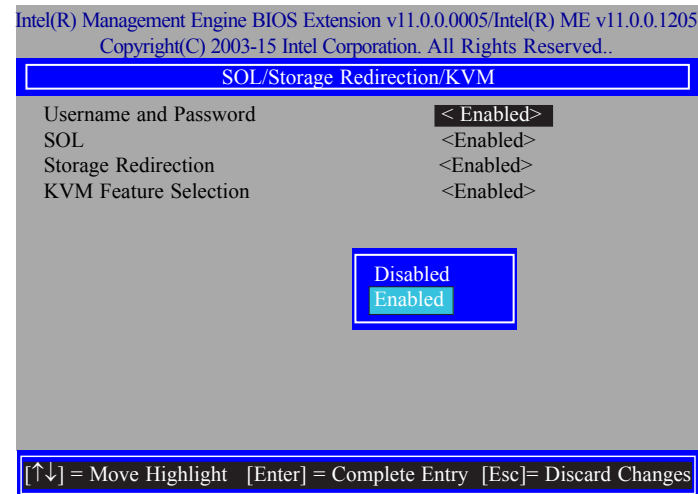 Intel(R) Management Engine BIOS Extension v11.0.0.0005/Intel(R) ME v11.0.0.1205
Copyright(C) 2003-15 Intel Corporation. All Rights Reserved..
SOL/Storage Redirection/KVM
Username and Password < Enabled>
SOL <Enabled>
Storage Redirection <Enabled>
KVM Feature Selection <Enabled>
Disabled
Enabled
[↑↓] = Move Highlight [Enter] = Complete Entry [Esc]= Discard Changes